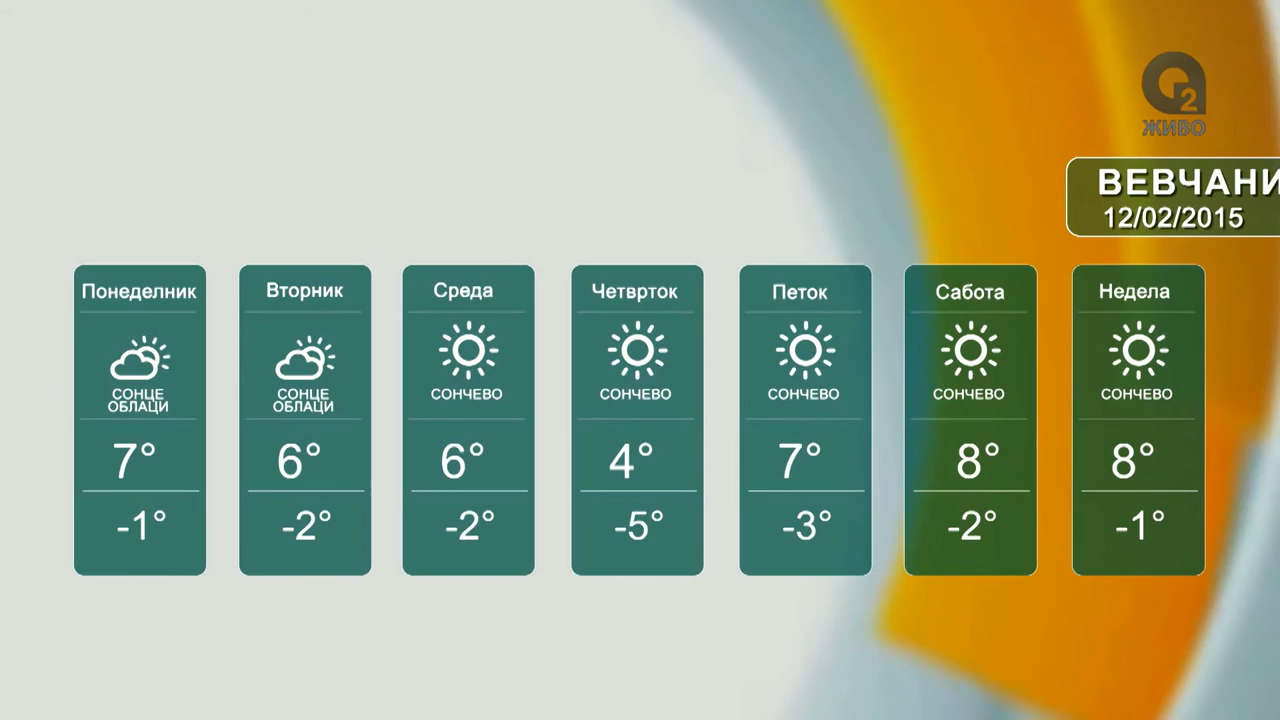 2
ЖИВО
ВЕВЧАНИ
12/02/2015
Понеделник
СОНЦЕ
ОБЛАЦИ
7°
-1°
Вторник
СОНЦЕ
ОБЛАЦИ
6°
-2°
Среда
СОНЧЕВО
6°
-2°
Четврток
СОНЧЕВО
4°
-5°
Петок
СОНЧЕВО
7°
-3°
Сабота
СОНЧЕВО
8°
-2°
Недела
СОНЧЕВО
8°
-1°